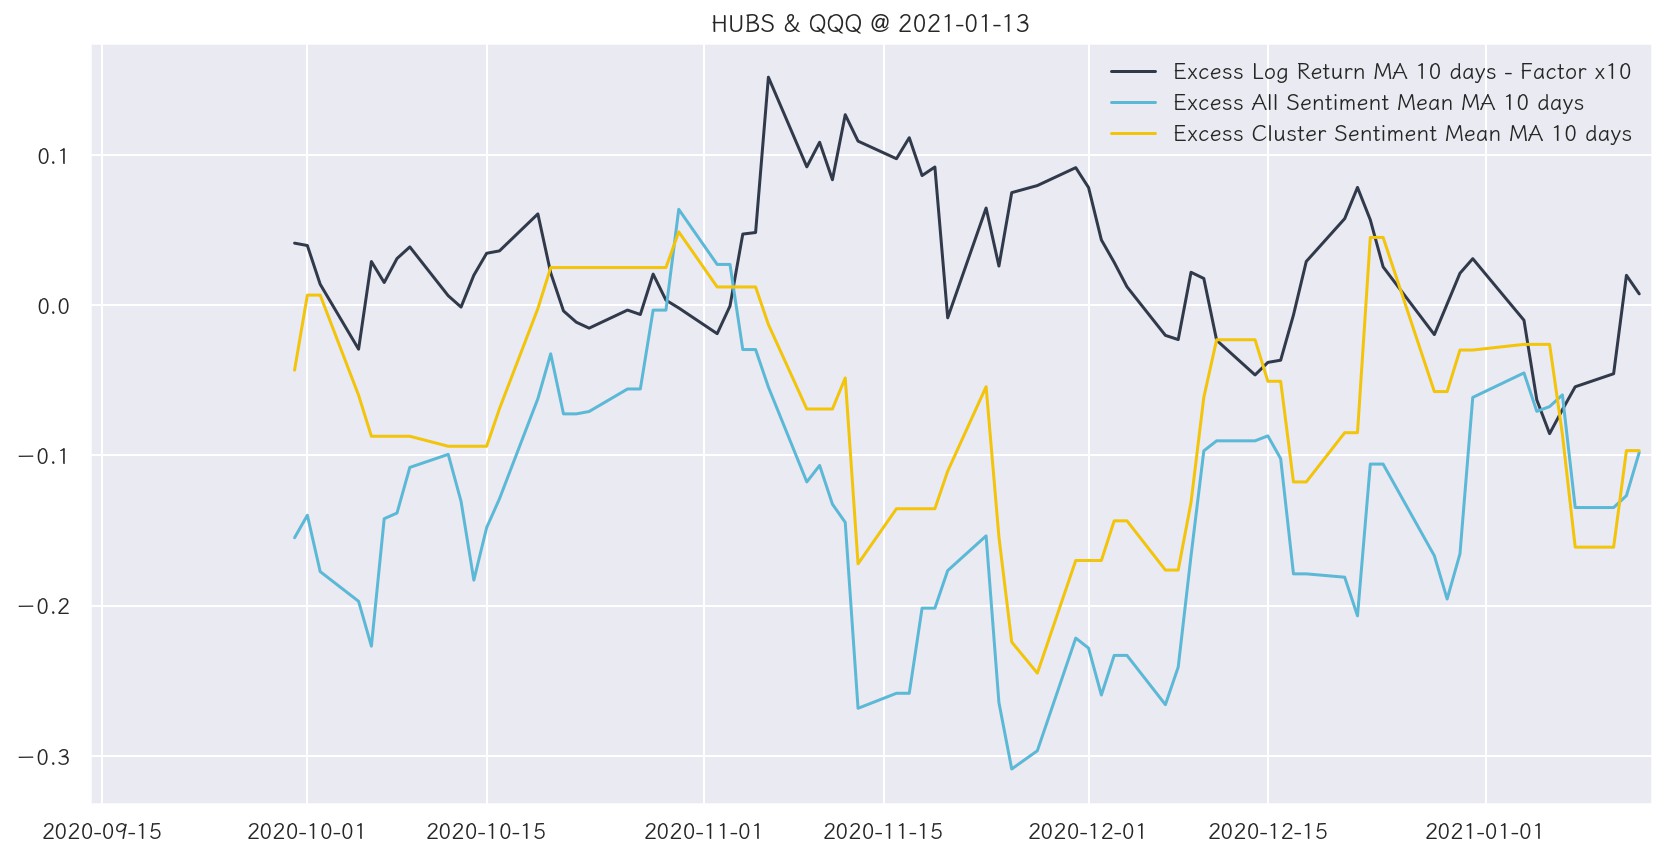 HUBS & QQQ @ 2021-01-13
Excess Log Return MA 10 days - Factor x10
Excess All Sentiment Mean MA 10 days
Excess Cluster Sentiment Mean MA 10 days
0.1
0.0
−0.1
−0.2
−0.3
2020-09-15 2020-10-01 2020-10-15 2020-11-01 2020-11-15 2020-12-01 2020-12-15 2021-01-01